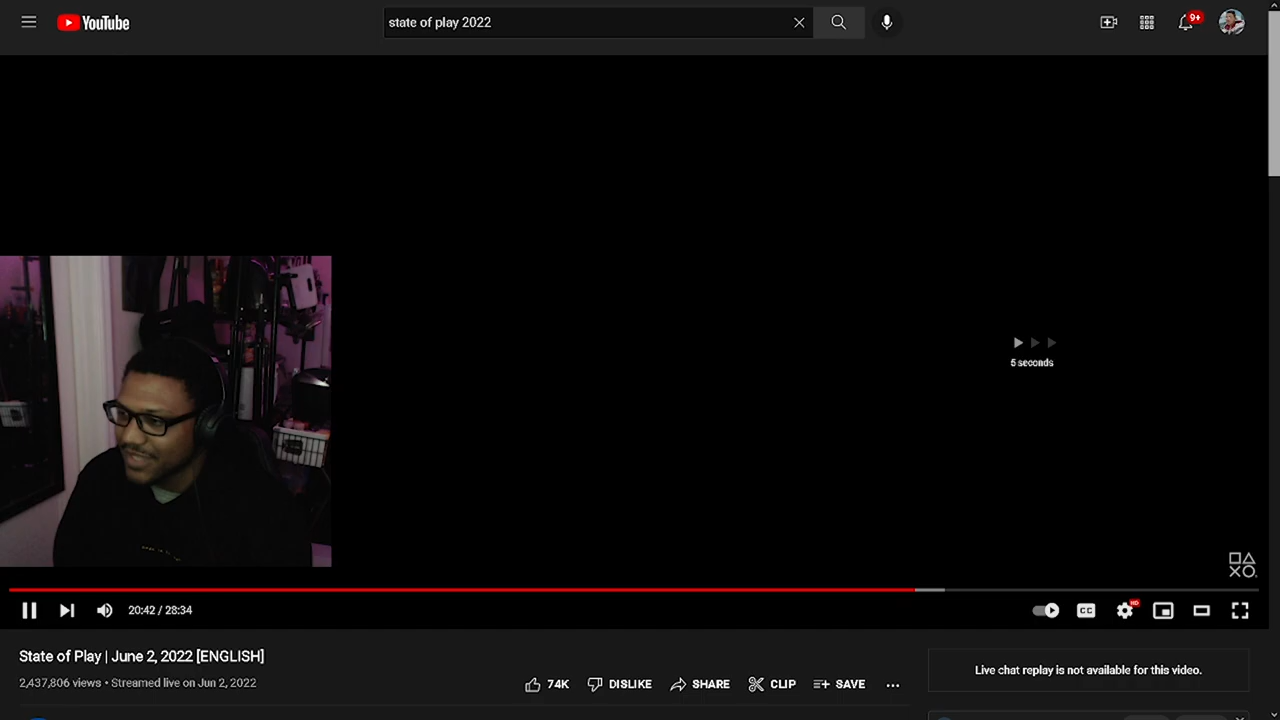 YouTube
state of play 2022
9+
5 seconds
20:42 / 28:34
CC
HD
State of Play | June 2, 2022 [ENGLISH]
2,437,806 views • Streamed live on Jun 2, 2022
74K
DISLIKE
SHARE
CLIP
SAVE
Live chat replay is not available for this video.